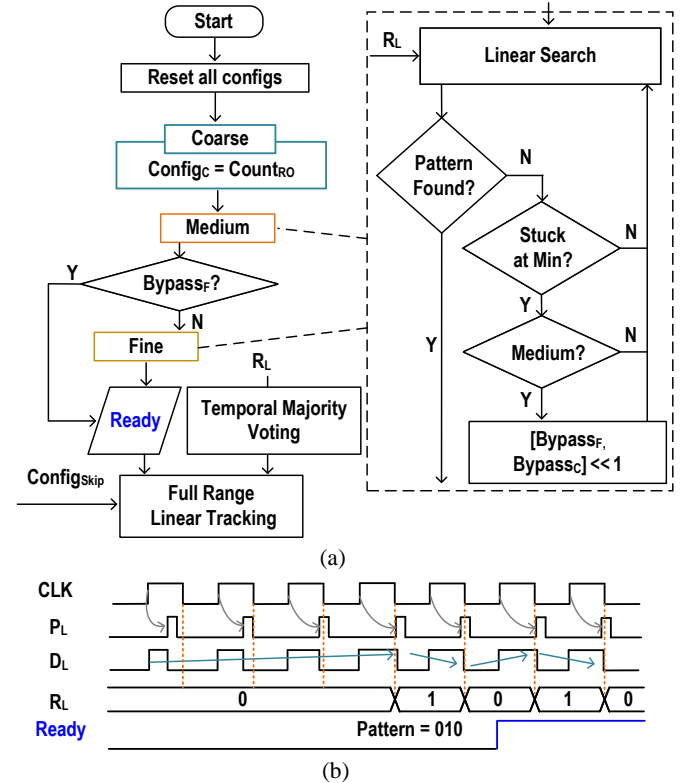 Start
Reset all configs
Coarse
ConfigC = CountRO
Medium
Y
BypassF?
N
Fine
RL
Ready
Temporal Majority
Voting
ConfigSkip
Full Range
Linear Tracking
RL
Linear Search
Pattern
Found?
N
Stuck
at Min?
N
Y
Y
Medium?
N
Y
[BypassF,
BypassC] <<1
(a)
CLK
PL
DL
RL
0
1
0
1
0
Ready
Pattern = 010
(b)